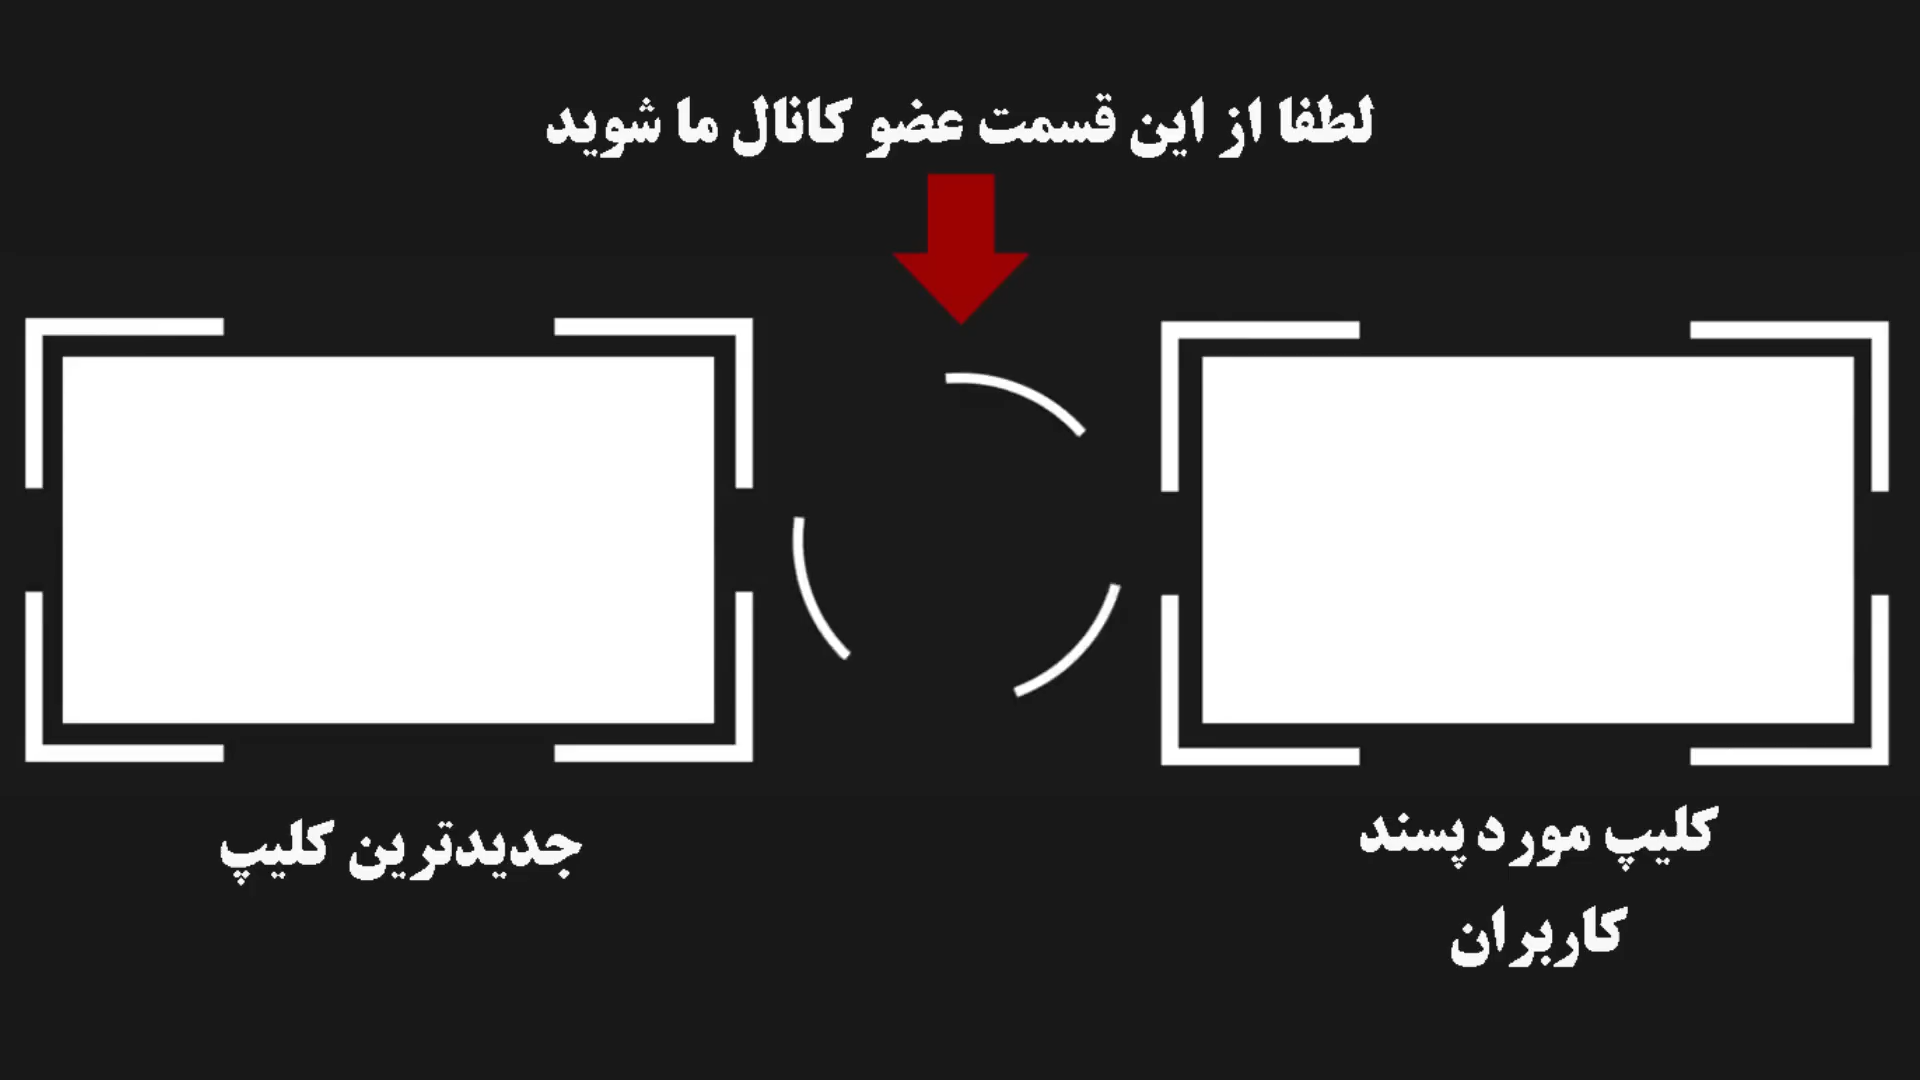 لطفا از این قسمت عضو کانال ما شوید
کلیپ مورد پسند
کاربران
جدیدترین کلیپ